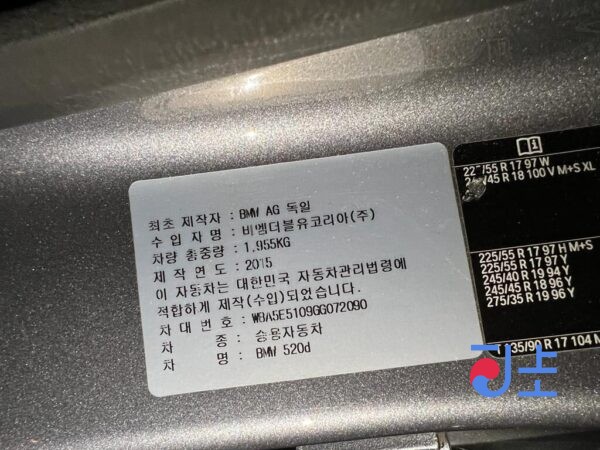 최초 제작자 : BMW AG 독일
수 입 자 명 : 비엠더블유코리아(주)
차량 총중량 : 1,955KG
제 작 연 도 : 2015
이 자동차는 대한민국 자동차관리법령에
적합하게 제작(수입)되었습니다.
차 대 번 호 : WBA5E5109GG072090
차 종 : 승용자동차
차 명 : BMW 520d
/55 R 17 97 W
/45 R 18 100 V M+S XL
225/55 R 17 97 H M+S
225/55 R 17 97 Y
245/40 R 19 94 Y
245/45 R 18 96 Y
275/35 R 19 96 Y
T 135/90 R 17 104 M